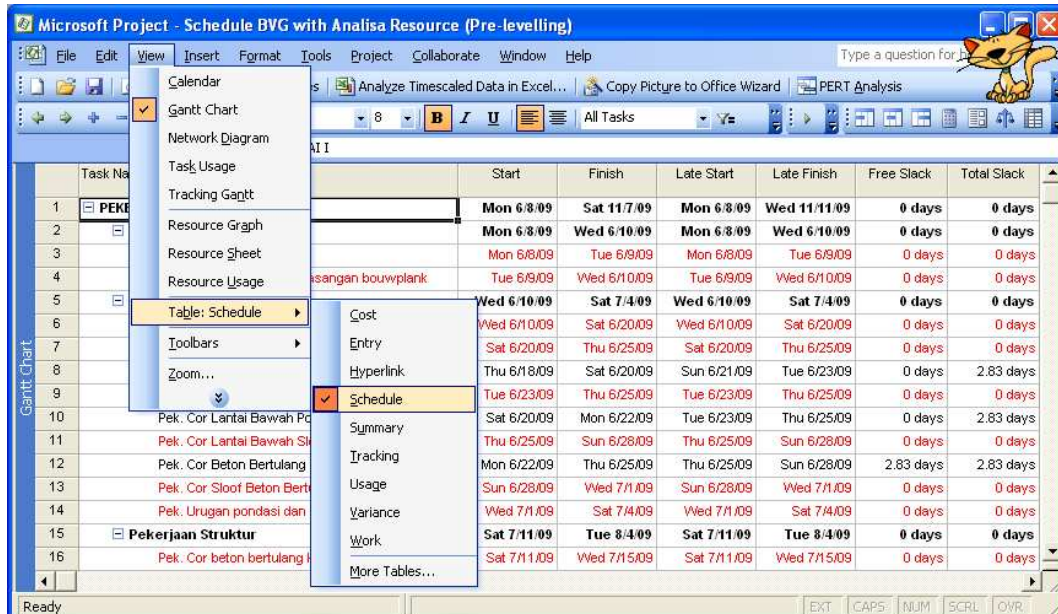 Microsoft Project - Schedule BVG with Analisa Resource (Pre-levelling)
File Edit View Insert Format Tools Project Collaborate Window Help Type a question for
Analyze Timescaled Data in Excel... Copy Picture to Office Wizard PERT Analysis
8 B I U All Tasks
Calendar
Gantt Chart
Network Diagram
Task Usage
Tracking Gantt
Resource Graph
Resource Sheet
Resource Usage
Table: Schedule
Toolbars
Zoom...
Cost
Entry
Hyperlink
Schedule
Summary
Tracking
Usage
Variance
Work
More Tables...
Gantt Chart
Task Start Finish Late Start Late Finish Free Slack Total Slack
1 Mon 6/8/09 Sat 11/7/09 Mon 6/8/09 Wed 11/11/09 0 days 0 days
2 Mon 6/8/09 Wed 6/10/09 Mon 6/8/09 Wed 6/10/09 0 days 0 days
3 Mon 6/8/09 Tue 6/9/09 Mon 6/8/09 Tue 6/9/09 0 days 0 days
4 asangan bouwplank Tue 6/9/09 Wed 6/10/09 Tue 6/9/09 Wed 6/10/09 0 days 0 days
5 Wed 6/10/09 Sat 7/4/09 Wed 6/10/09 Sat 7/4/09 0 days 0 days
6 Wed 6/10/09 Sat 6/20/09 Wed 6/10/09 Sat 6/20/09 0 days 0 days
7 Sat 6/20/09 Thu 6/25/09 Sat 6/20/09 Thu 6/25/09 0 days 0 days
8 Thu 6/18/09 Sat 6/20/09 Sun 6/21/09 Tue 6/23/09 0 days 2.83 days
9 Tue 6/23/09 Thu 6/25/09 Tue 6/23/09 Thu 6/25/09 0 days 0 days
10 Pek. Cor Lantai Bawah Po Sat 6/20/09 Mon 6/22/09 Tue 6/23/09 Thu 6/25/09 0 days 2.83 days
11 Pek. Cor Lantai Bawah Sl Thu 6/25/09 Sun 6/28/09 Thu 6/25/09 Sun 6/28/09 0 days 0 days
12 Pek. Cor Beton Bertulang Mon 6/22/09 Thu 6/25/09 Thu 6/25/09 Sun 6/28/09 2.83 days 2.83 days
13 Pek. Cor Sloof Beton Bert Sun 6/28/09 Wed 7/1/09 Sun 6/28/09 Wed 7/1/09 0 days 0 days
14 Pek. Urugan pondasi dan Wed 7/1/09 Sat 7/4/09 Wed 7/1/09 Sat 7/4/09 0 days 0 days
15 Pekerjaan Struktur Sat 7/11/09 Tue 8/4/09 Sat 7/11/09 Tue 8/4/09 0 days 0 days
16 Pek. Cor beton bertulang Sat 7/11/09 Wed 7/15/09 Sat 7/11/09 Wed 7/15/09 0 days 0 days
Ready EXT CAPS NUM SCRL OVR